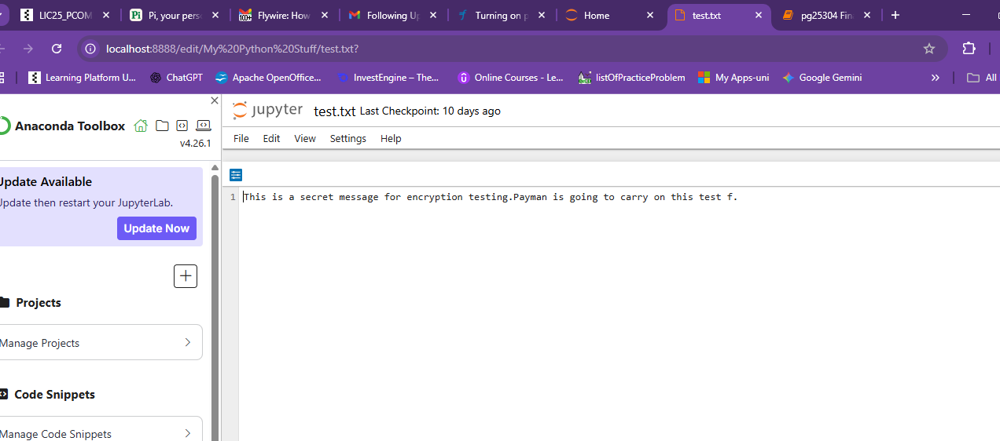 LIC25_PCOM
Pi, your pers
Flywire: How
Following Up
Turning on p
Home
test.txt
pg25304 Fin
localhost:8888/edit/My%20Python%20Stuff/test.txt?
Learning Platform U...
ChatGPT
Apache OpenOffice...
InvestEngine – The...
Online Courses - Le...
listOfPracticeProblem
My Apps-uni
Google Gemini
»
All
Anaconda Toolbox
v4.26.1
Update Available
Update then restart your JupyterLab.
Update Now
Projects
Manage Projects
Code Snippets
Manage Code Snippets
jupyter test.txt Last Checkpoint: 10 days ago
File Edit View Settings Help
1 This is a secret message for encryption testing.Payman is going to carry on this test f.